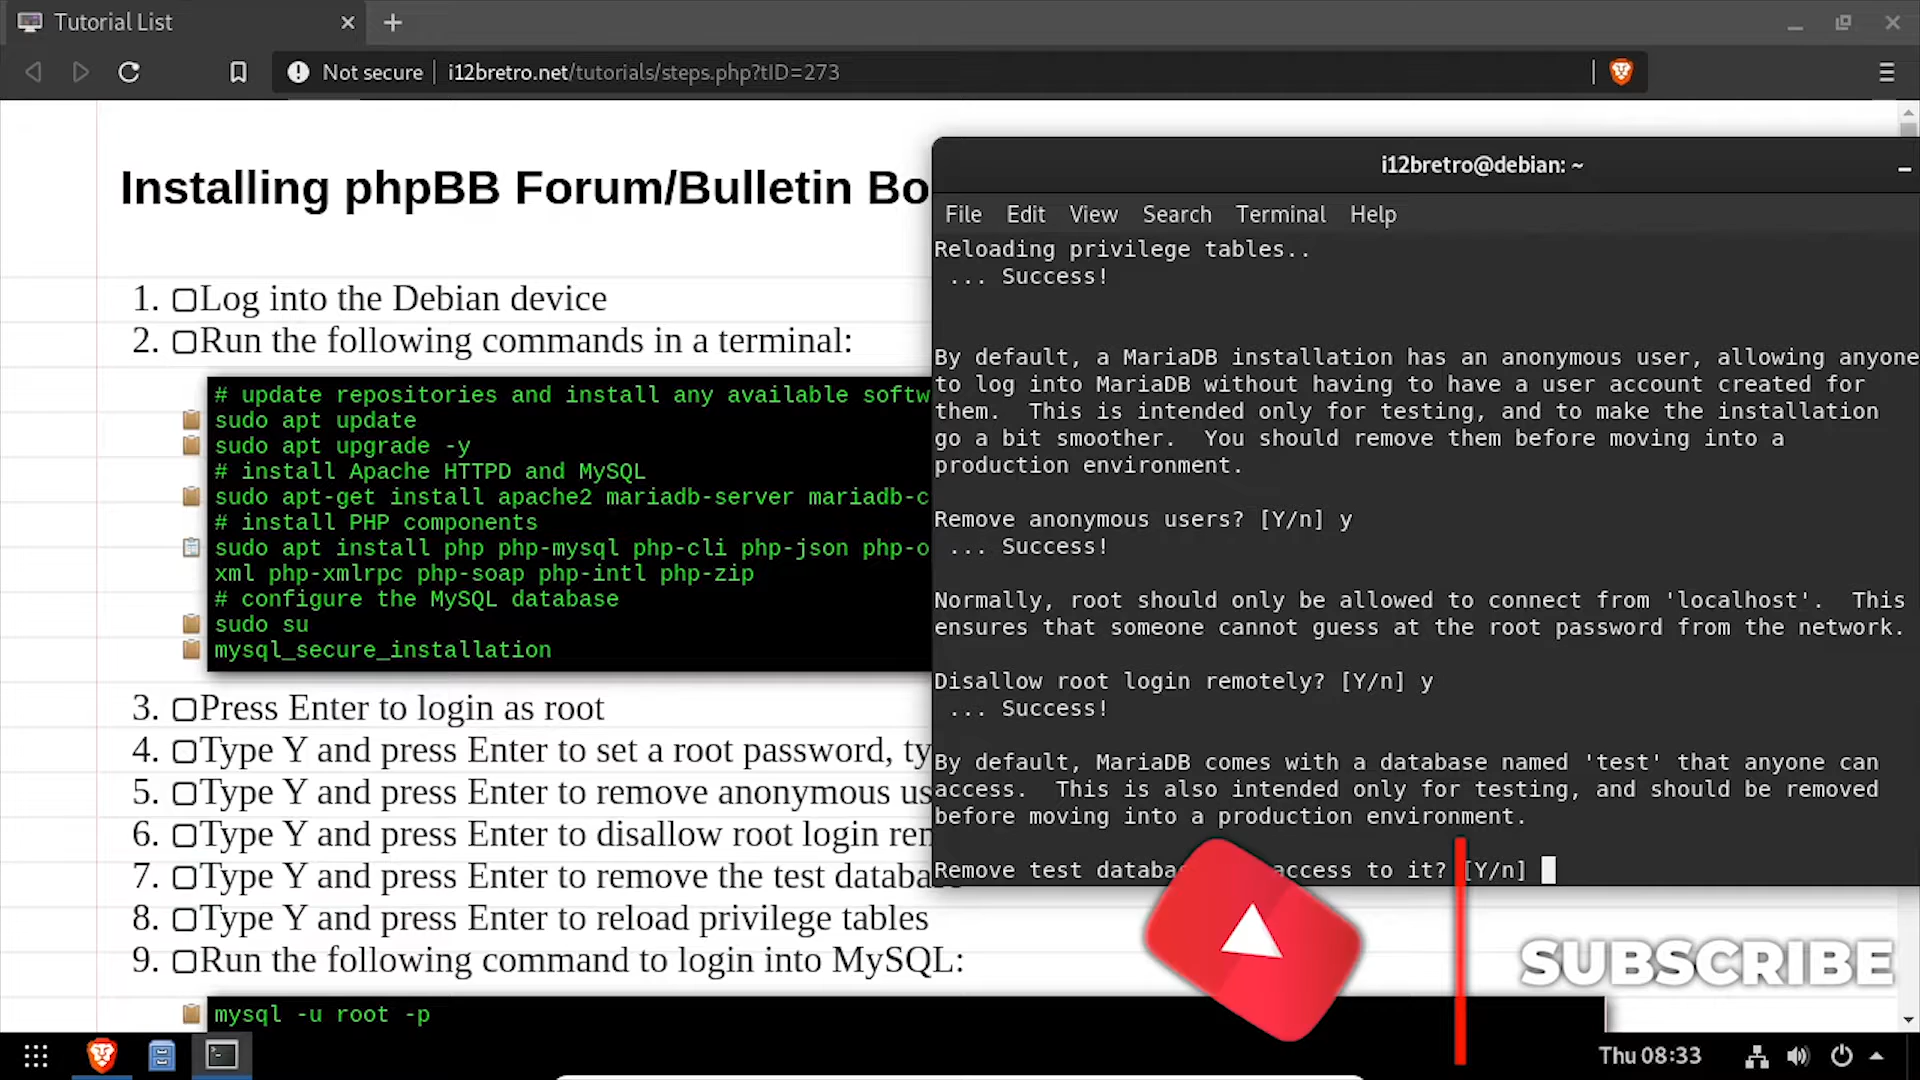 Tutorial List
Not secure
i12bretro.net/tutorials/steps.php?tID=273
Installing phpBB Forum/Bulletin Bo
1. Log into the Debian device
2. Run the following commands in a terminal:
# update repositories and install any available softw
sudo apt update
sudo apt upgrade -y
# install Apache HTTPD and MySQL
sudo apt-get install apache2 mariadb-server mariadb-c
# install PHP components
sudo apt install php php-mysql php-cli php-json php-o
xml php-xmlrpc php-soap php-intl php-zip
# configure the MySQL database
sudo su
mysql_secure_installation
3. Press Enter to login as root
4. Type Y and press Enter to set a root password, ty
5. Type Y and press Enter to remove anonymous us
6. Type Y and press Enter to disallow root login rem
7. Type Y and press Enter to remove the test databa
8. Type Y and press Enter to reload privilege tables
9. Run the following command to login into MySQL:
mysql -u root -p
i12bretro@debian: ~
File Edit View Search Terminal Help
Reloading privilege tables..
... Success!
By default, a MariaDB installation has an anonymous user, allowing anyone
to log into MariaDB without having to have a user account created for
them. This is intended only for testing, and to make the installation
go a bit smoother. You should remove them before moving into a
production environment.
Remove anonymous users? [Y/n] y
... Success!
Normally, root should only be allowed to connect from 'localhost'. This
ensures that someone cannot guess at the root password from the network.
Disallow root login remotely? [Y/n] y
... Success!
By default, MariaDB comes with a database named 'test' that anyone can
access. This is also intended only for testing, and should be removed
before moving into a production environment.
Remove test databa access to it? [Y/n]
SUBSCRIBE
Thu 08:33